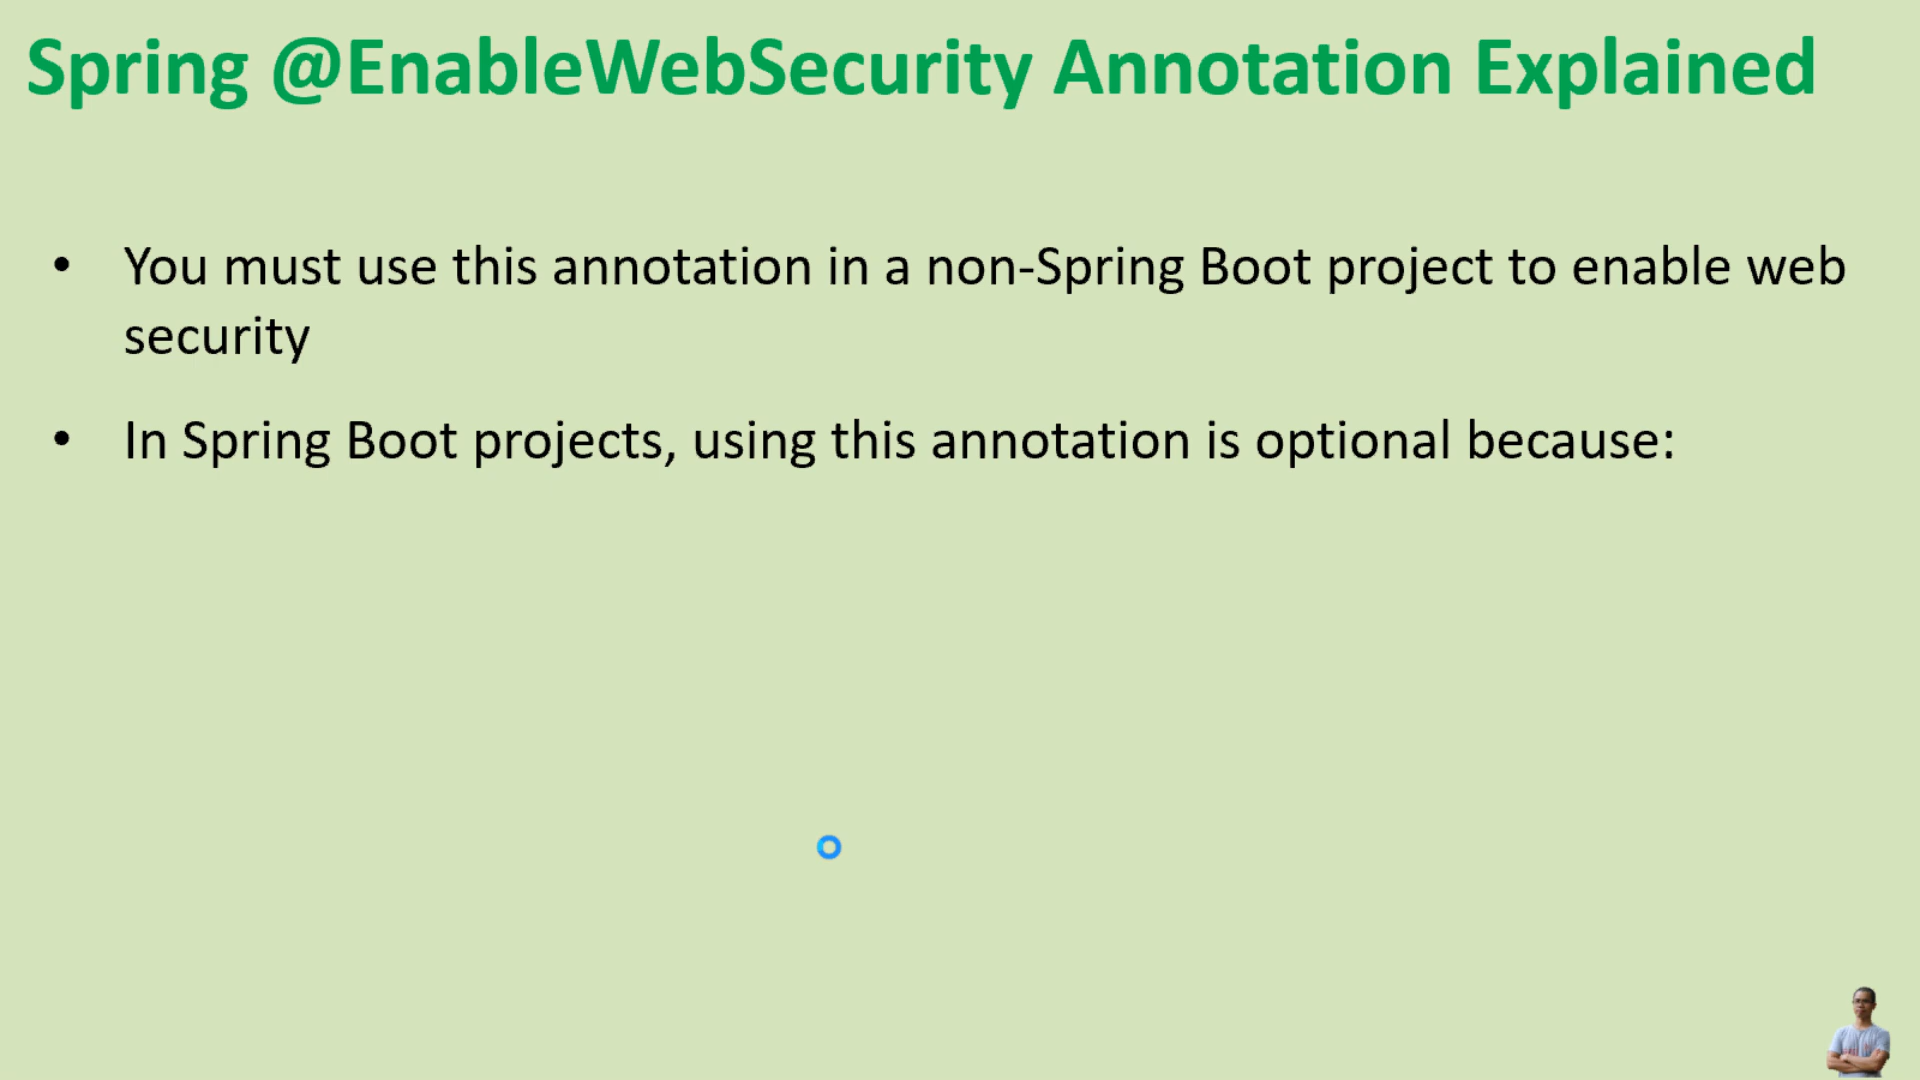 Spring @EnableWebSecurity Annotation Explained
• You must use this annotation in a non-Spring Boot project to enable web
security
• In Spring Boot projects, using this annotation is optional because: